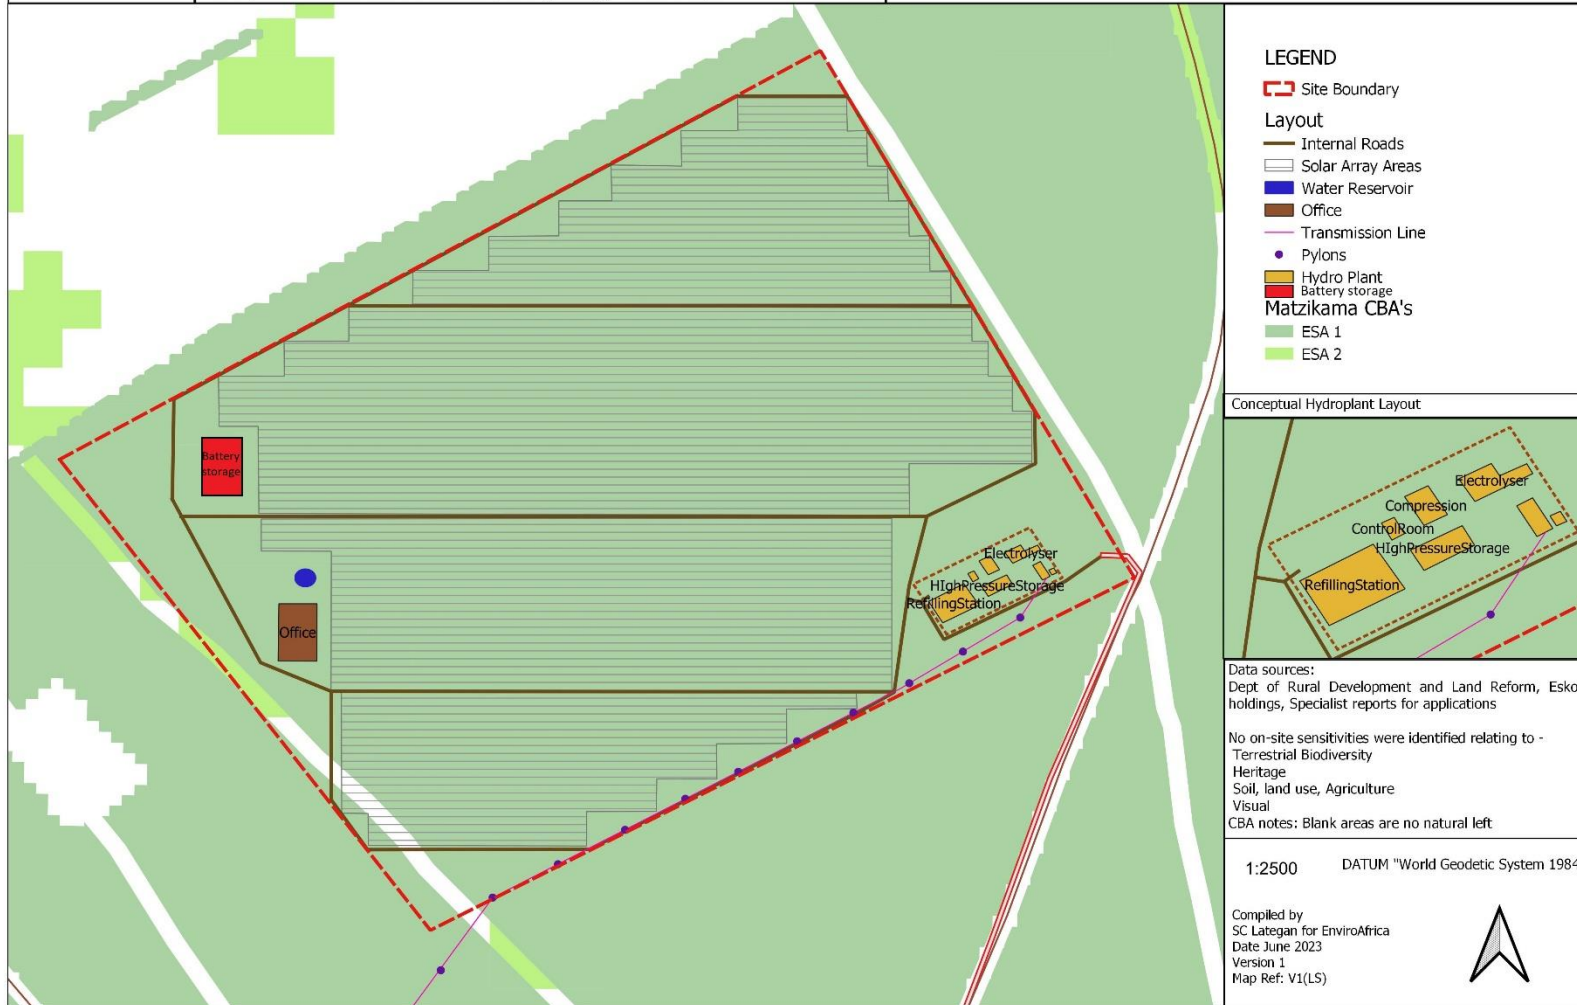 LEGEND
Site Boundary
Layout
Internal Roads
Solar Array Areas
Water Reservoir
Office
Transmission Line
Pylons
Hydro Plant
Battery storage
Matzikama CBA's
ESA 1
ESA 2
Conceptual Hydroplant Layout
Electrolyser
Compression
ControlRoom
HIghPressureStorage
RefillingStation
Data sources:
Dept of Rural Development and Land Reform, Esko
holdings, Specialist reports for applications
No on-site sensitivities were identified relating to -
Terrestrial Biodiversity
Heritage
Soil, land use, Agriculture
Visual
CBA notes: Blank areas are no natural left
1:2500
DATUM "World Geodetic System 1984
Compiled by
SC Lategan for EnviroAfrica
Date June 2023
Version 1
Map Ref: V1(LS)
Battery
storage
Office
Electrolyser
HIghPressureStorage
RefillingStation